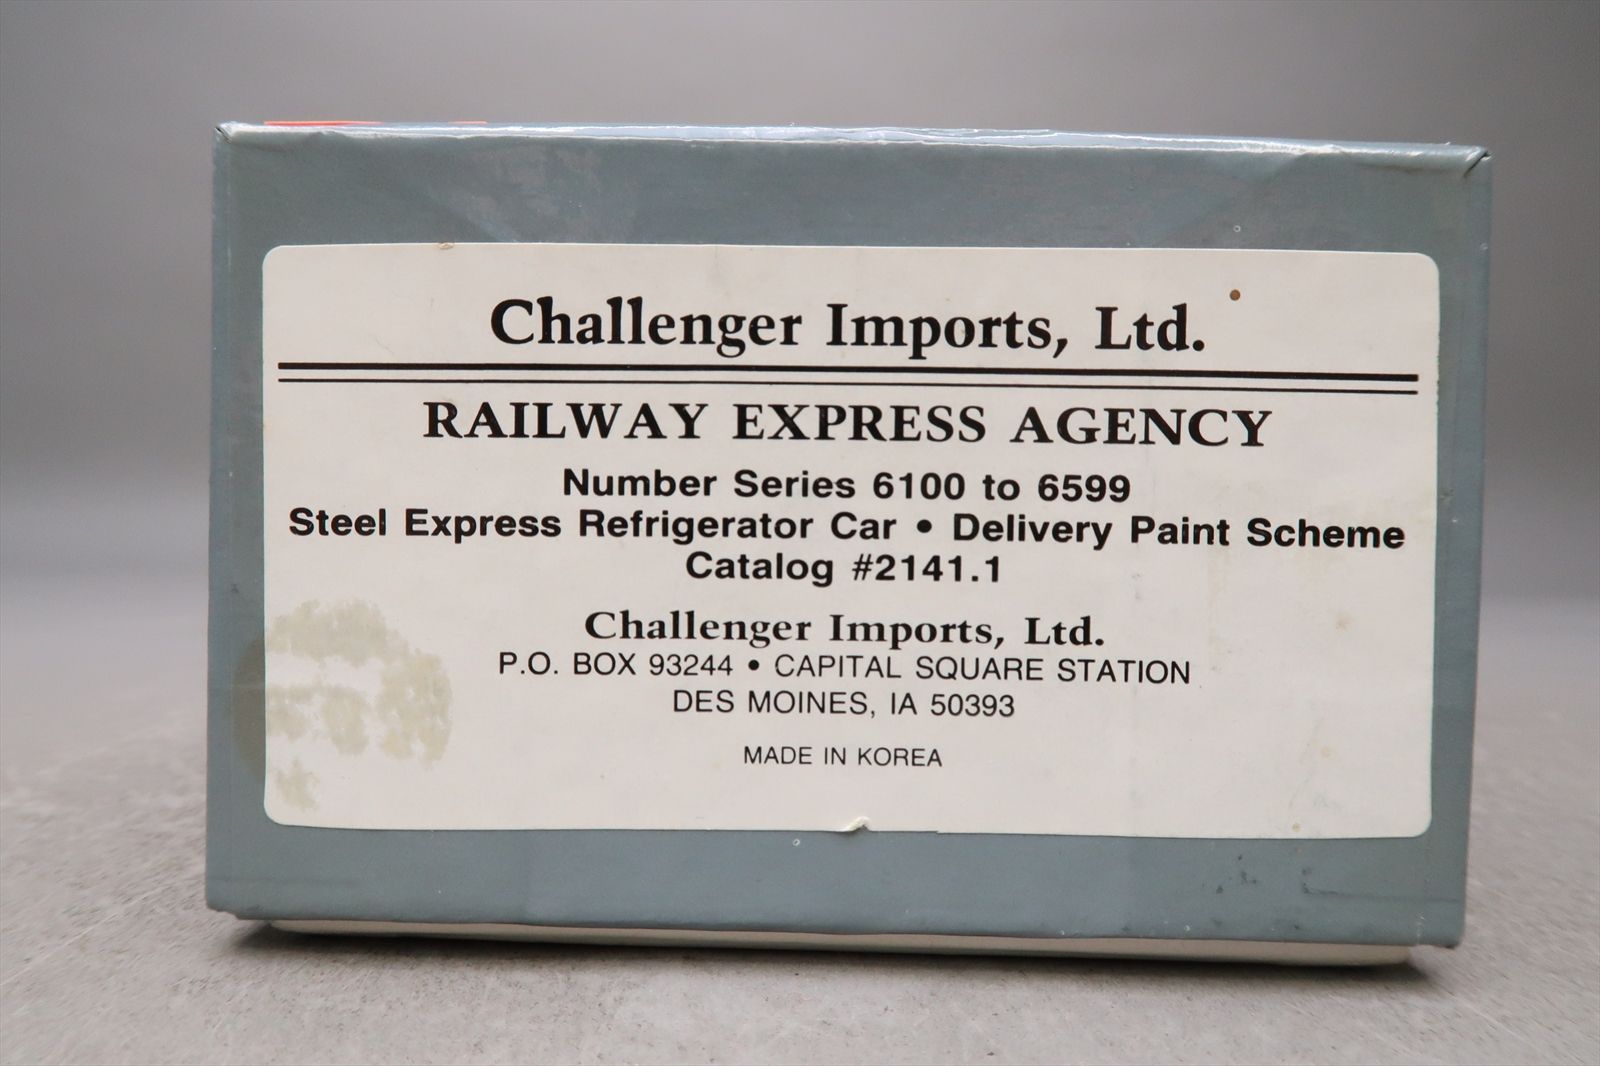 Challenger Imports, Ltd.
RAILWAY EXPRESS AGENCY
Number Series 6100 to 6599
Steel Express Refrigerator Car • Delivery Paint Scheme
Catalog #2141.1
Challenger Imports, Ltd.
P.O. BOX 93244 • CAPITAL SQUARE STATION
DES MOINES, IA 50393
MADE IN KOREA